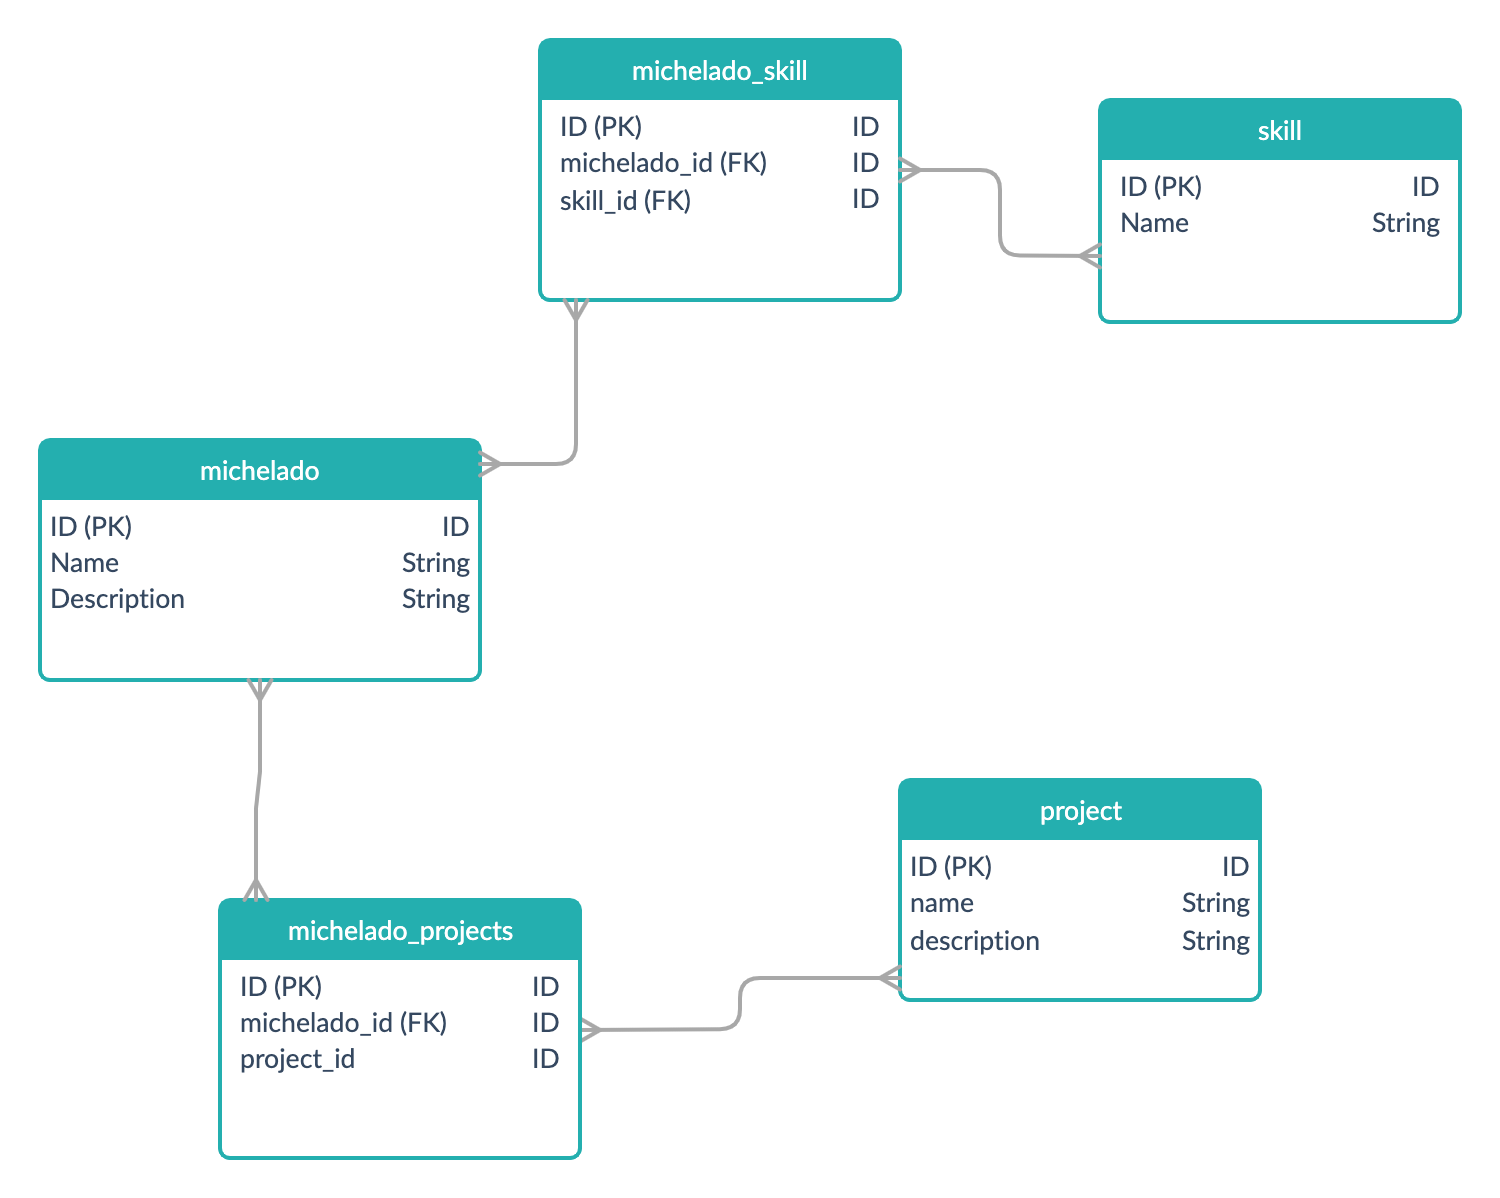 michelado_skill
ID (PK) ID
michelado_id (FK) ID
skill_id (FK) ID
skill
ID (PK) ID
Name String
michelado
ID (PK) ID
Name String
Description String
project
ID (PK) ID
name String
description String
michelado_projects
ID (PK) ID
michelado_id (FK) ID
project_id ID